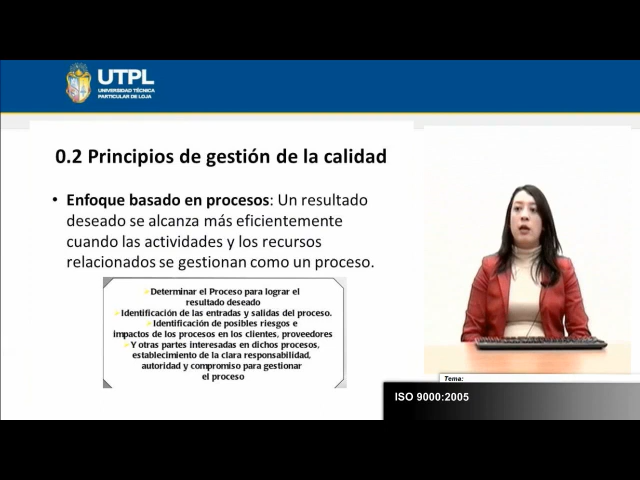 UTPL
UNIVERSIDAD TÉCNICA
PARTICULAR DE LOJA
0.2 Principios de gestión de la calidad
• Enfoque basado en procesos: Un resultado
deseado se alcanza más eficientemente
cuando las actividades y los recursos
relacionados se gestionan como un proceso.
Determinar el Proceso para lograr el
resultado deseado
Identificación de las entradas y salidas del proceso.
Identificación de posibles riesgos e
impactos de los procesos en los clientes, proveedores
Y otras partes interesadas en dichos procesos,
establecimiento de la clara responsabilidad,
autoridad y compromiso para gestionar
el proceso
Tema:
ISO 9000:2005